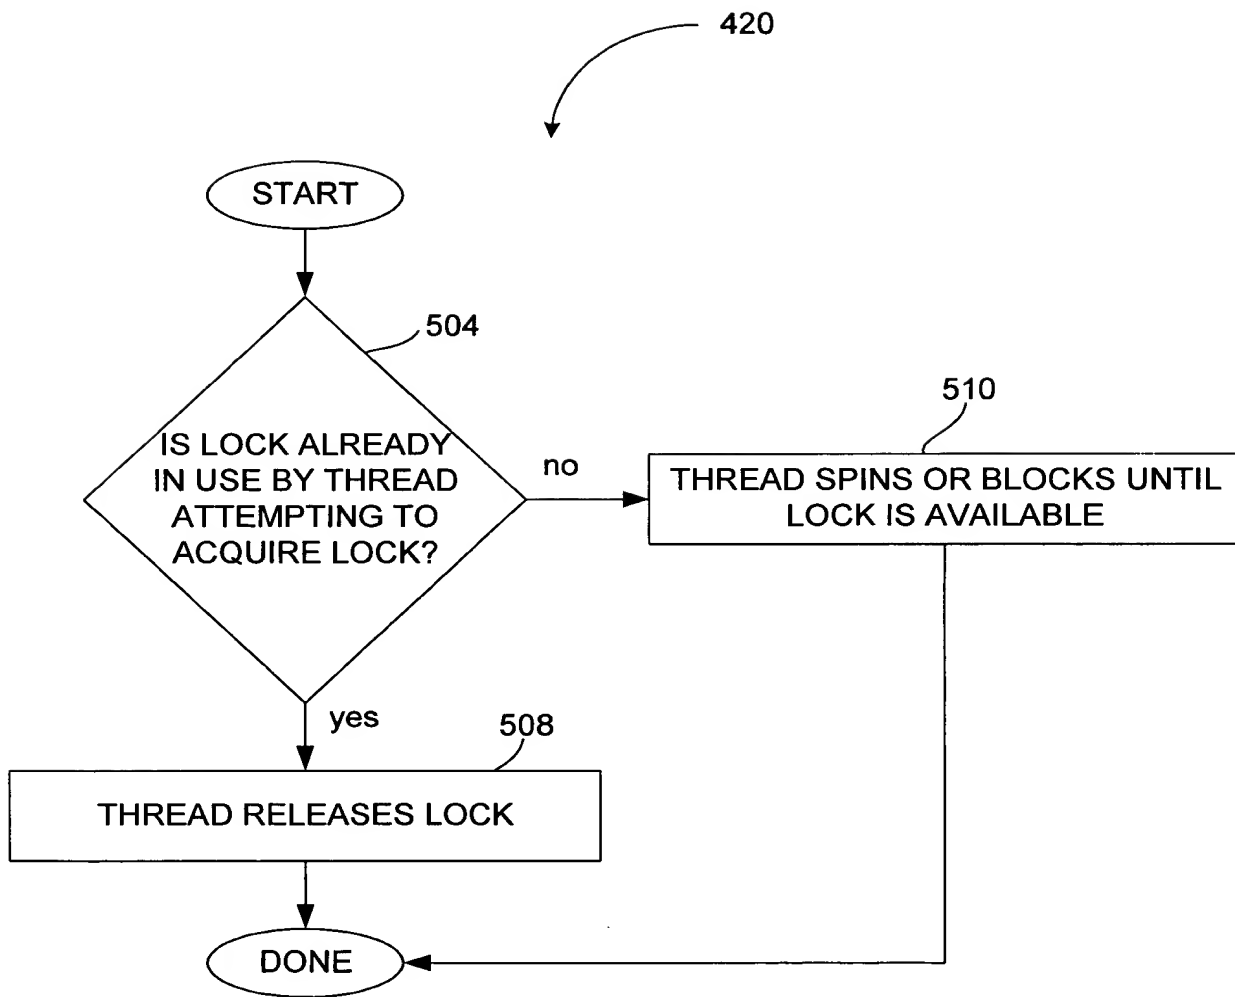 420
START
504
IS LOCK ALREADY
IN USE BY THREAD
ATTEMPTING TO
ACQUIRE LOCK?
no
510
THREAD SPINS OR BLOCKS UNTIL
LOCK IS AVAILABLE
yes
508
THREAD RELEASES LOCK
DONE